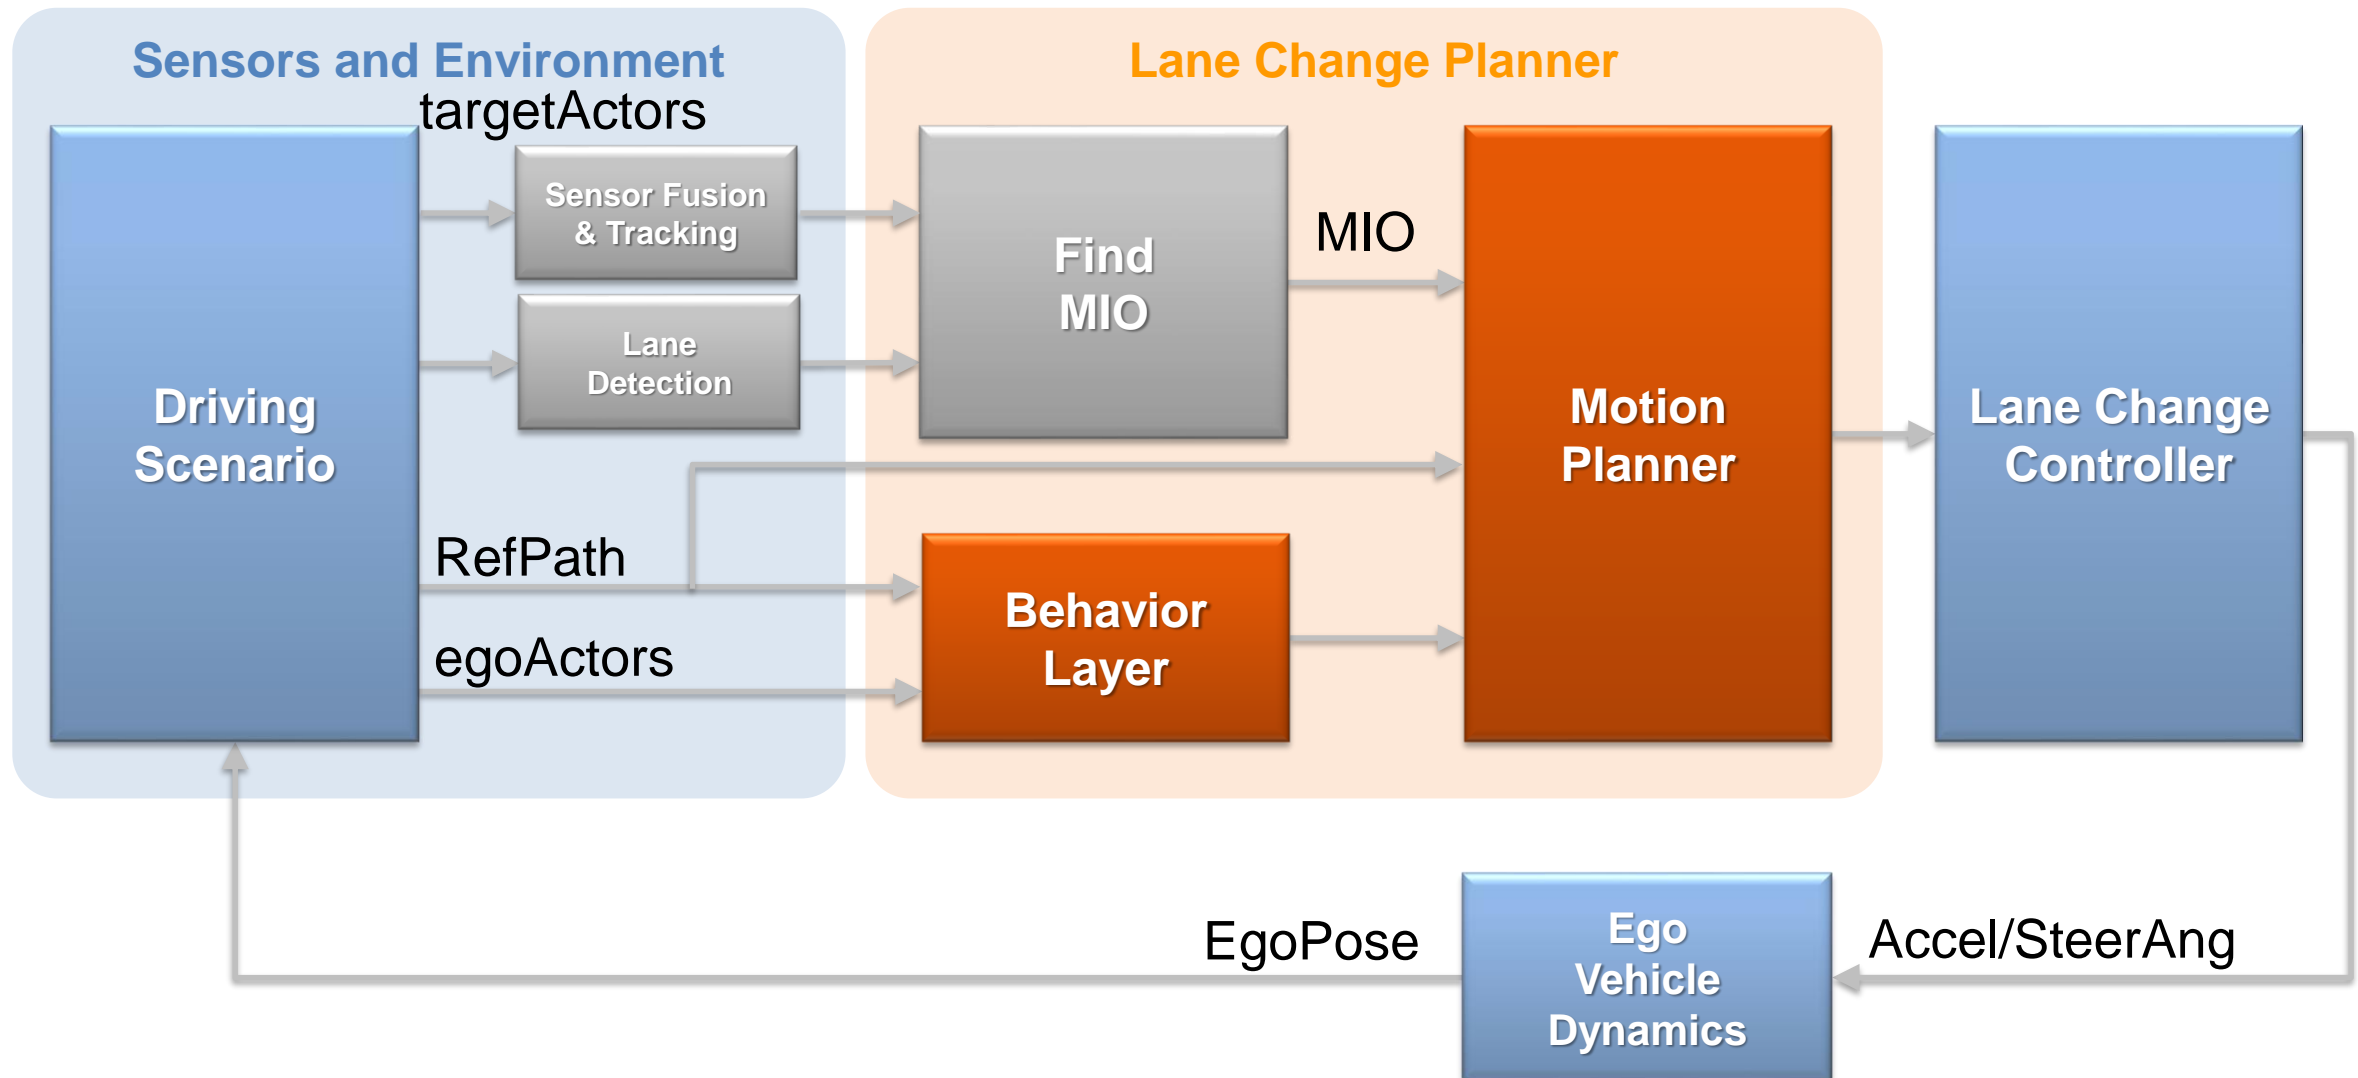 Sensors and Environment
Lane Change Planner
targetActors
Sensor Fusion
& Tracking
Lane
Detection
Find
MIO
MIO
Driving
Scenario
Motion
Planner
Lane Change
Controller
RefPath
egoActors
Behavior
Layer
EgoPose
Ego
Vehicle
Dynamics
Accel/SteerAng